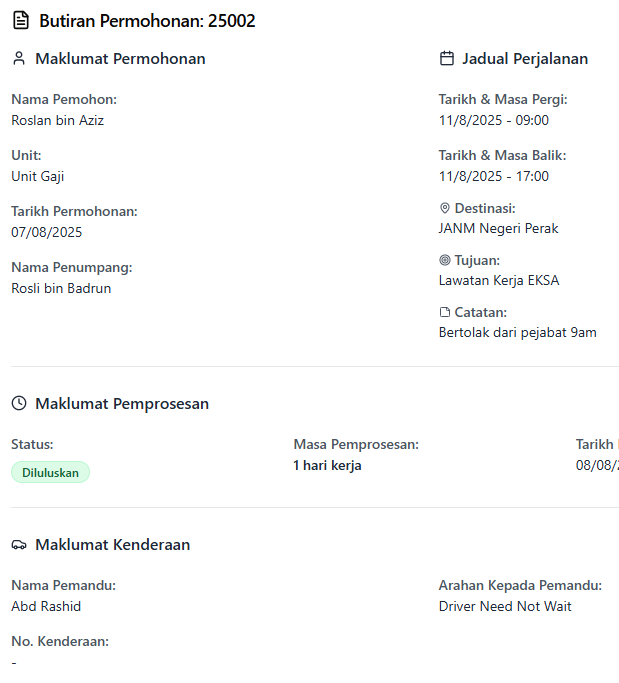 Butiran Permohonan: 25002
Maklumat Permohonan
Nama Pemohon:
Roslan bin Aziz
Unit:
Unit Gaji
Tarikh Permohonan:
07/08/2025
Nama Penumpang:
Rosli bin Badrun
Jadual Perjalanan
Tarikh & Masa Pergi:
11/8/2025 - 09:00
Tarikh & Masa Balik:
11/8/2025 - 17:00
Destinasi:
JANM Negeri Perak
Tujuan:
Lawatan Kerja EKSA
Catatan:
Bertolak dari pejabat 9am
Maklumat Pemprosesan
Status:
Diluluskan
Masa Pemprosesan:
1 hari kerja
Tarikh
08/08/
Maklumat Kenderaan
Nama Pemandu:
Abd Rashid
No. Kenderaan:
-
Arahan Kepada Pemandu:
Driver Need Not Wait